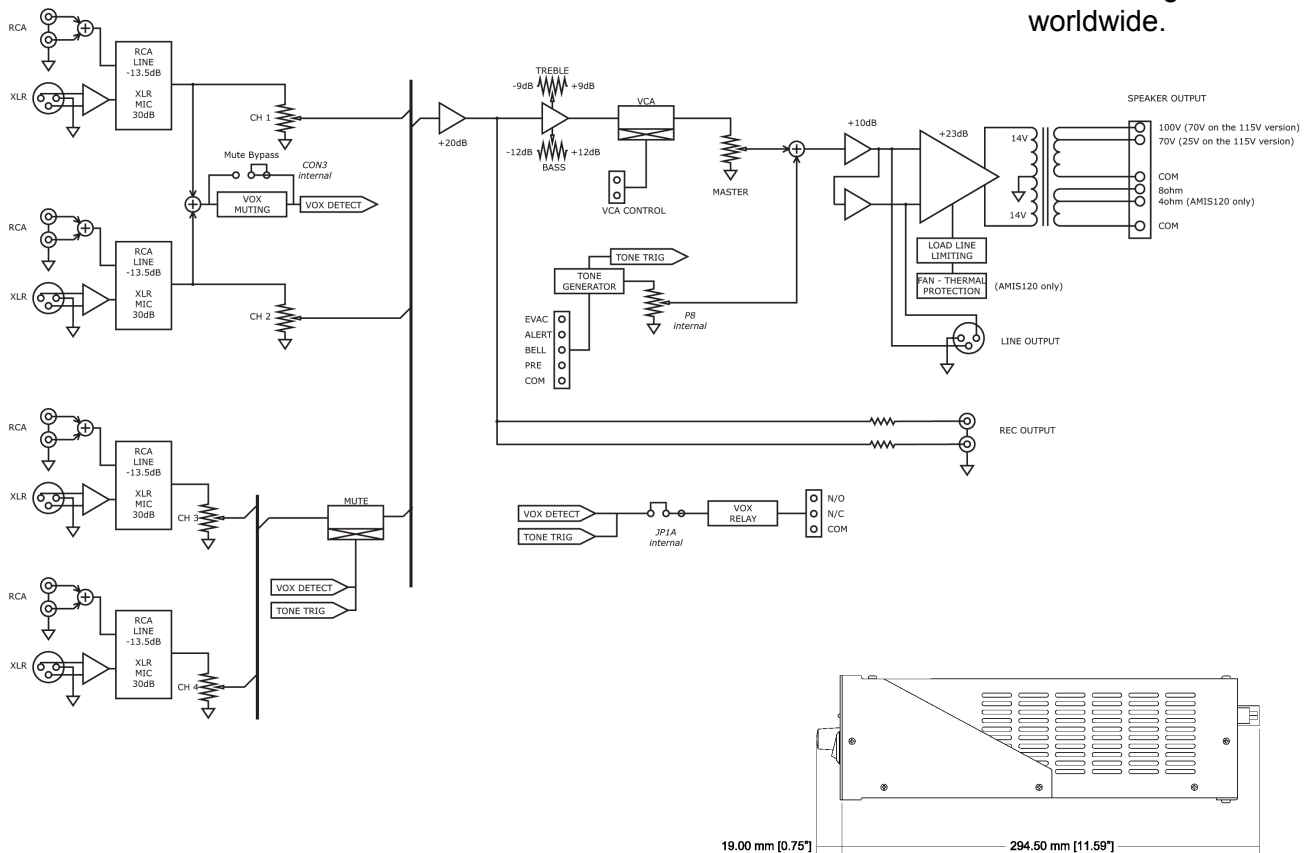 worldwide.
RCA
XLR
RCA
LINE
-13.5dB
XLR
MIC
30dB
CH 1
Mute Bypass
CON3
internal
VOX
MUTING
VOX DETECT
RCA
XLR
RCA
LINE
-13.5dB
XLR
MIC
30dB
CH 2
RCA
XLR
RCA
LINE
-13.5dB
XLR
MIC
30dB
CH 3
RCA
XLR
RCA
LINE
-13.5dB
XLR
MIC
30dB
CH 4
MUTE
VOX DETECT
TONE TRIG
+20dB
TREBLE
-9dB +9dB
-12dB +12dB
BASS
VCA
VCA CONTROL
MASTER
TONE TRIG
TONE
GENERATOR
P8
internal
EVAC
ALERT
BELL
PRE
COM
+10dB
+23dB
LOAD LINE
LIMITING
FAN - THERMAL
PROTECTION
(AMIS120 only)
14V
14V
SPEAKER OUTPUT
100V (70V on the 115V version)
70V (25V on the 115V version)
COM
8ohm
4ohm (AMIS120 only)
COM
LINE OUTPUT
REC OUTPUT
VOX DETECT
TONE TRIG
JP1A
internal
VOX
RELAY
N/O
N/C
COM
19.00 mm [0.75"]
294.50 mm [11.59"]